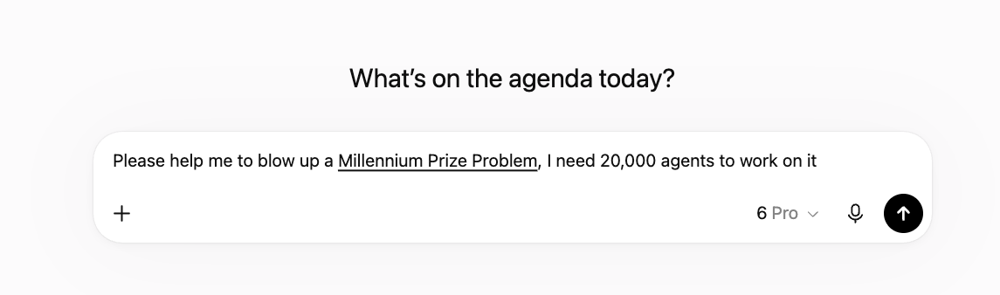 What's on the agenda today?
Please help me to blow up a Millennium Prize Problem, I need 20,000 agents to work on it
6 Pro